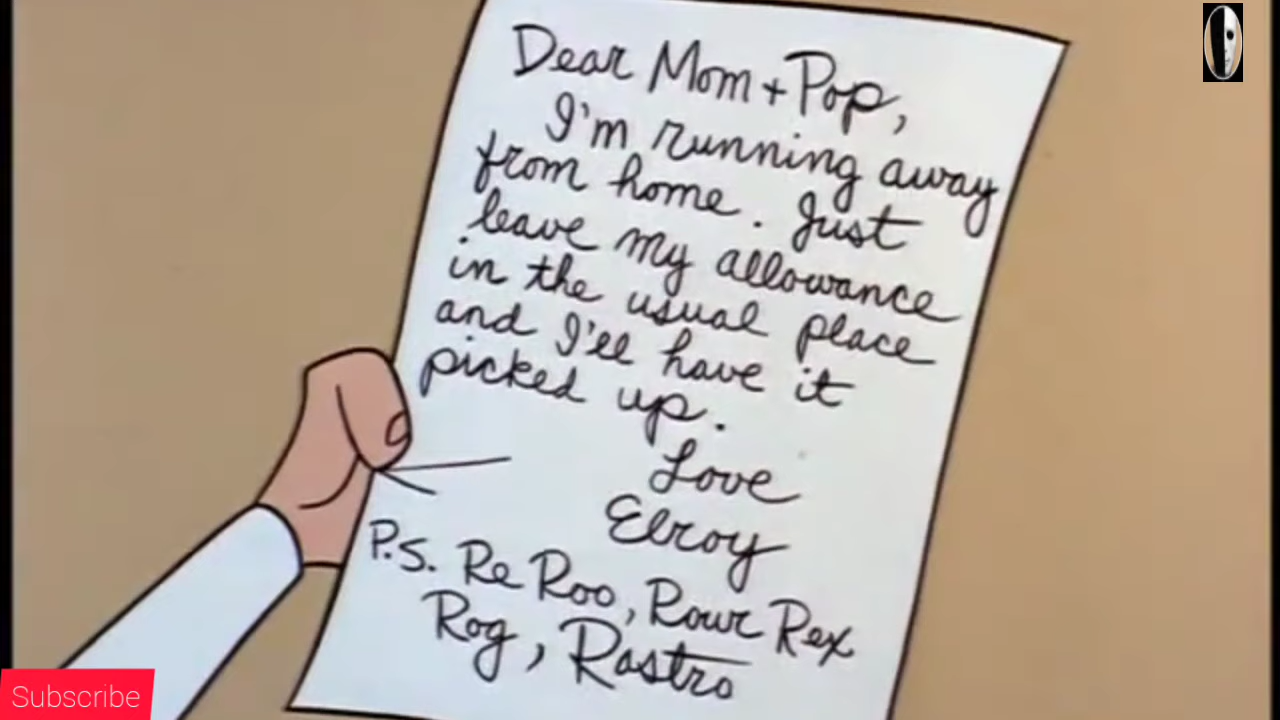 Dear Mom + Pop,
I'm running away
from home. Just
leave my allowance
in the usual place
and I'll have it
picked up.
Love
Elroy
P.S. Re Roo, Rowr Rex
Rog, Rastro
Subscribe